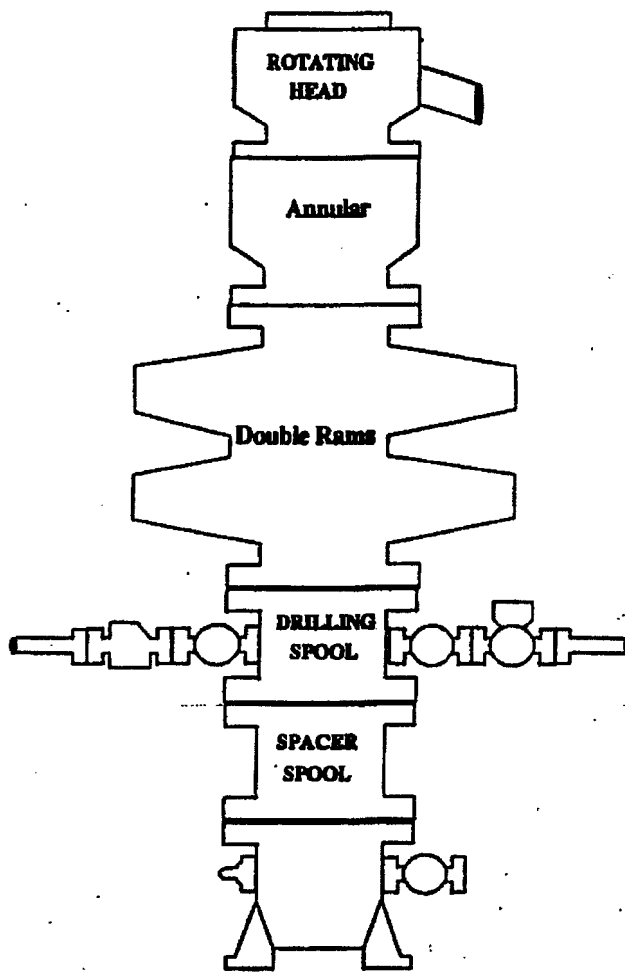 ROTATING
HEAD
Annular
Double Rams
DRILLING
SPOOL
SPACER
SPOOL